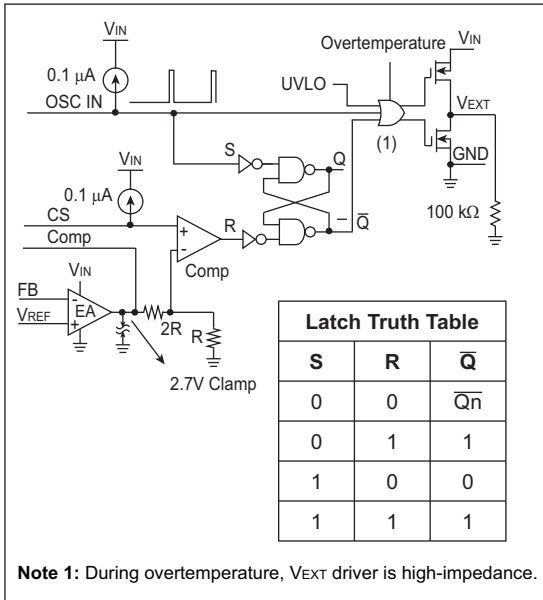 VIN
Overtemperature
VIN
0.1 µA
UVLO
OSC IN
VEXT
S
Q
(1)
GND
VIN
0.1 µA
CS
R
Q̅
100 kΩ
Comp
+
-
Comp
VIN
FB
-
EA
VREF
+
2R
R
2.7V Clamp
Latch Truth Table
S R Q̅
0 0 Q̅n̅
0 1 1
1 0 0
1 1 1
Note 1: During overtemperature, VEXT driver is high-impedance.